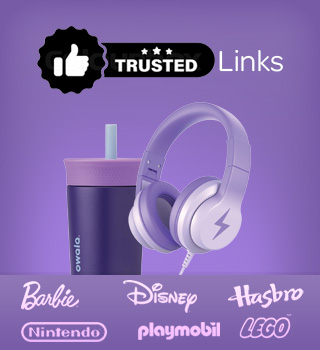 TRUSTED
Links
owala
Barbie
Disney
Hasbro
Nintendo
playmobil
LEGO